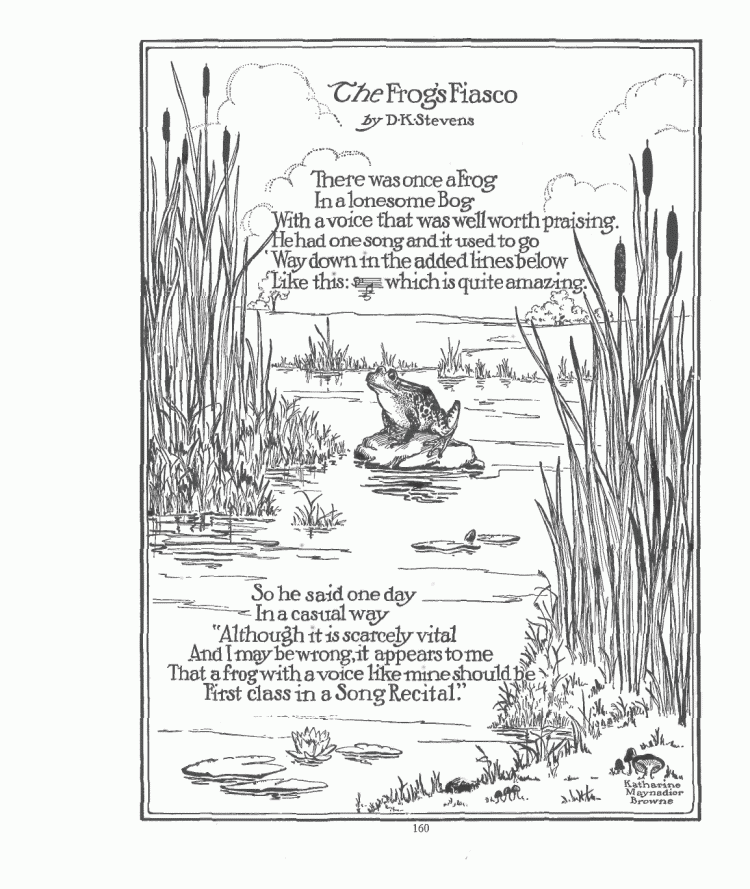 The Frog's Fiasco
by D.K. Stevens
There was once a Frog
In a lonesome Bog
With a voice that was well worth praising.
He had one song and it used to go
'Way down in the added lines below
Like this: which is quite amazing.
So he said one day
In a casual way
"Although it is scarcely vital
And I may be wrong, it appears to me
That a frog with a voice like mine should be
First class in a Song Recital."
Katharine
Maynadier
Browne
160